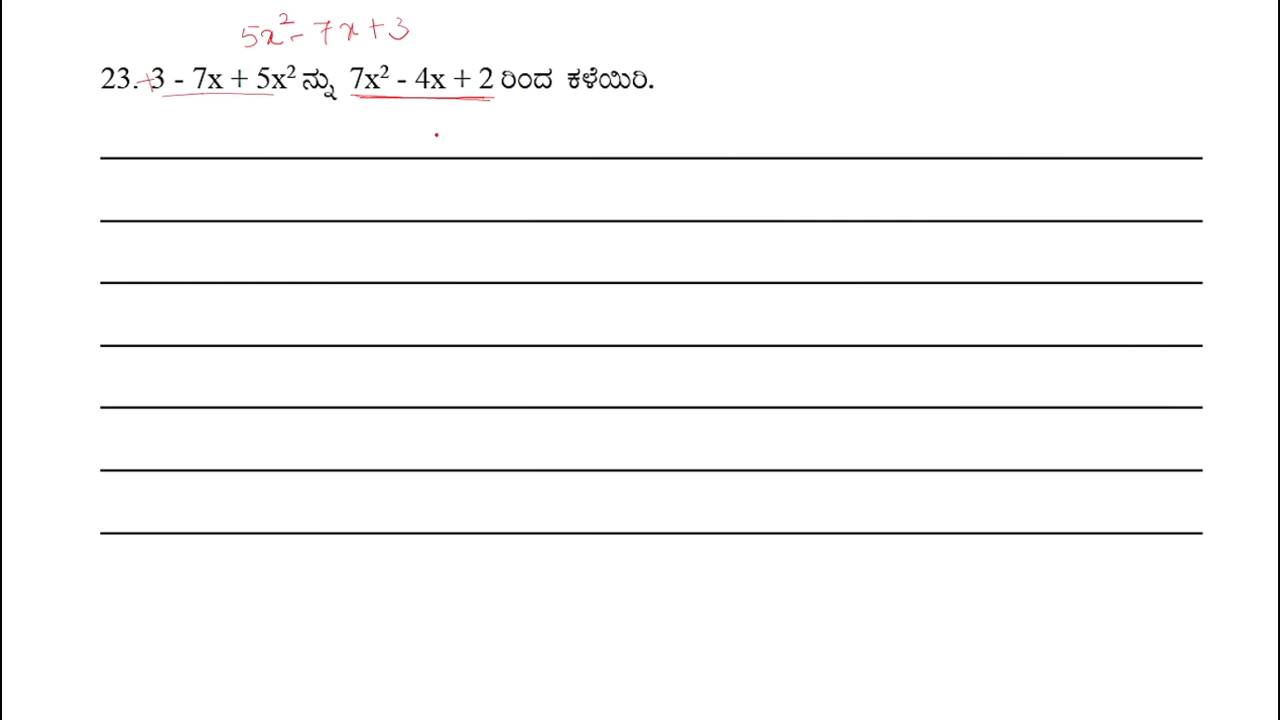 5x² - 7x + 3
23. +3 - 7x + 5x² ನ್ನು 7x² - 4x + 2 ರಿಂದ ಕಳೆಯಿರಿ.